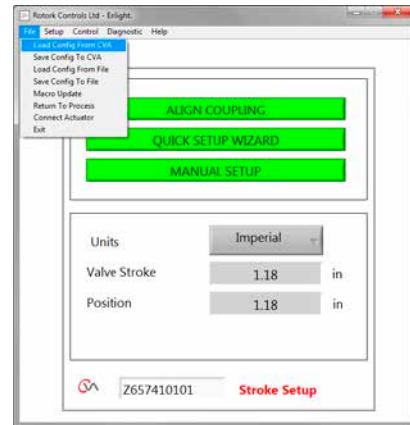 Rotork Controls Ltd - Enlight.
File Setup Control Diagnostic Help
Load Config From CVA
Save Config To CVA
Load Config From File
Save Config To File
Macro Update
Return To Process
Connect Actuator
Exit
ALIGN COUPLING
QUICK SETUP WIZARD
MANUAL SETUP
Units Imperial
Valve Stroke 1.18 in
Position 1.18 in
Z657410101 Stroke Setup